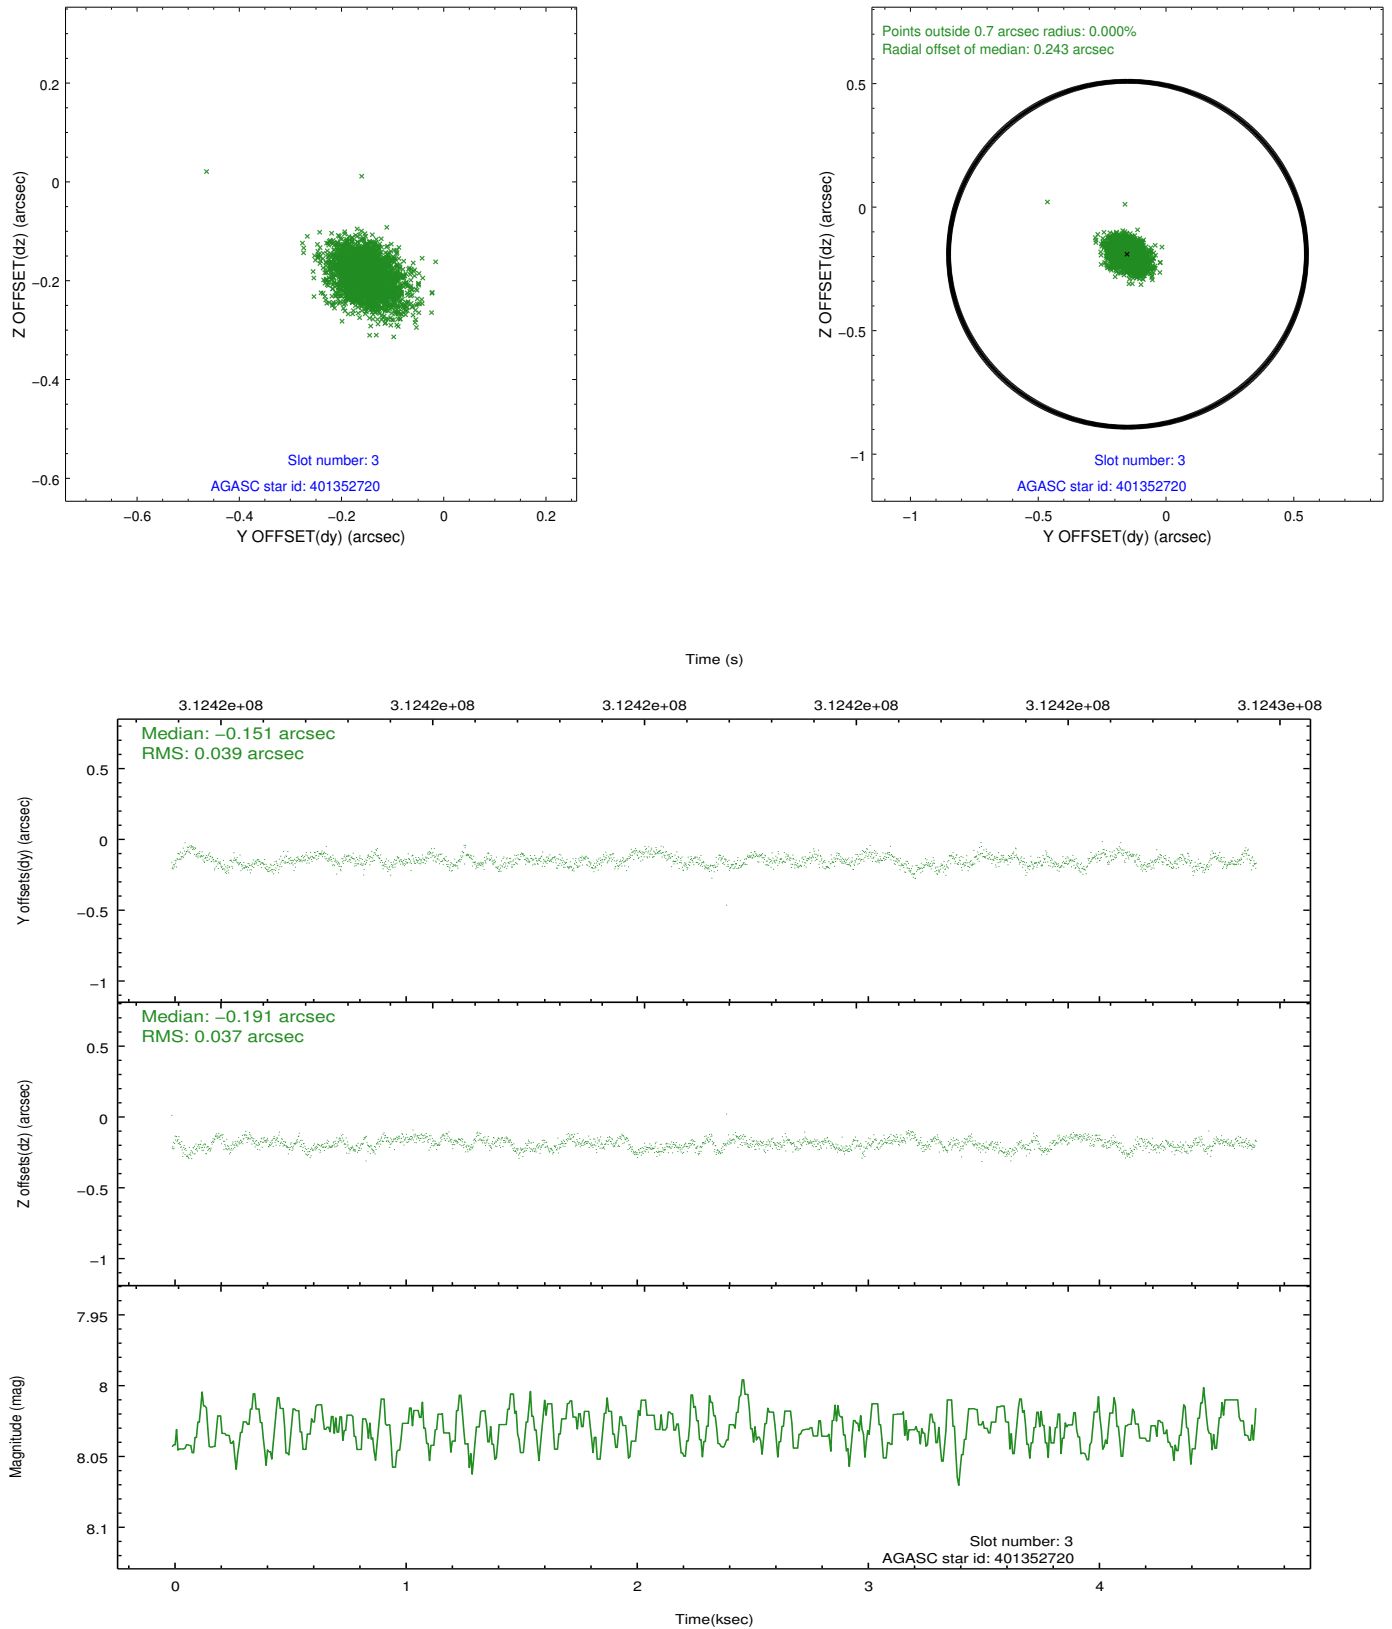 0.2
0
−0.2
−0.4
−0.6
Z OFFSET(dz) (arcsec)
Slot number: 3
AGASC star id: 401352720
−0.6
−0.4
−0.2
0
0.2
Y OFFSET(dy) (arcsec)
Points outside 0.7 arcsec radius: 0.000%
Radial offset of median: 0.243 arcsec
0.5
0
−0.5
−1
Z OFFSET(dz) (arcsec)
Slot number: 3
AGASC star id: 401352720
−1
−0.5
0
0.5
Y OFFSET(dy) (arcsec)
Time (s)
3.1242e+08
3.1242e+08
3.1242e+08
3.1242e+08
3.1242e+08
3.1243e+08
Median: −0.151 arcsec
RMS: 0.039 arcsec
0.5
0
−0.5
−1
Y offsets(dy) (arcsec)
Median: −0.191 arcsec
RMS: 0.037 arcsec
0.5
0
−0.5
−1
Z offsets(dz) (arcsec)
7.95
8
8.05
8.1
Magnitude (mag)
Slot number: 3
AGASC star id: 401352720
0
1
2
3
4
Time(ksec)